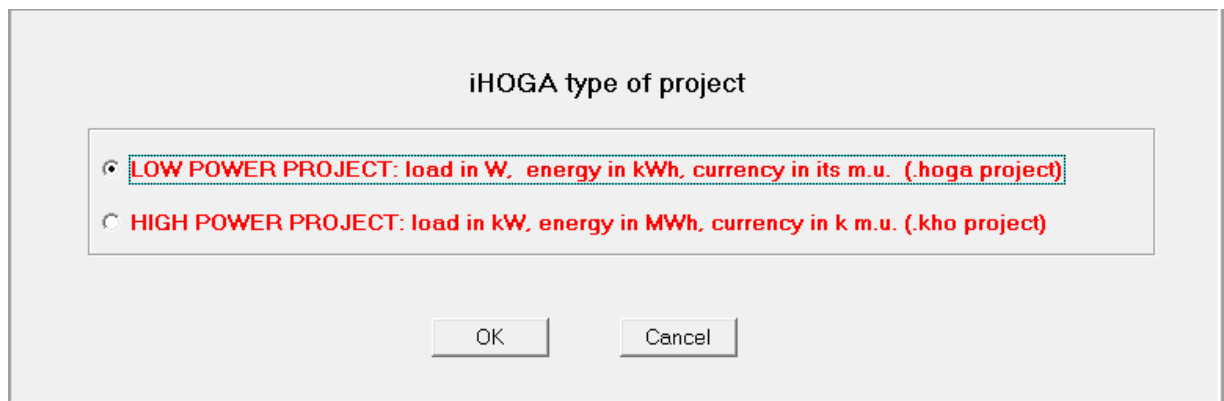 iHOGA type of project
LOW POWER PROJECT: load in W, energy in kWh, currency in its m.u. (.hoga project)
HIGH POWER PROJECT: load in kW, energy in MWh, currency in k m.u. (.kho project)
OK Cancel